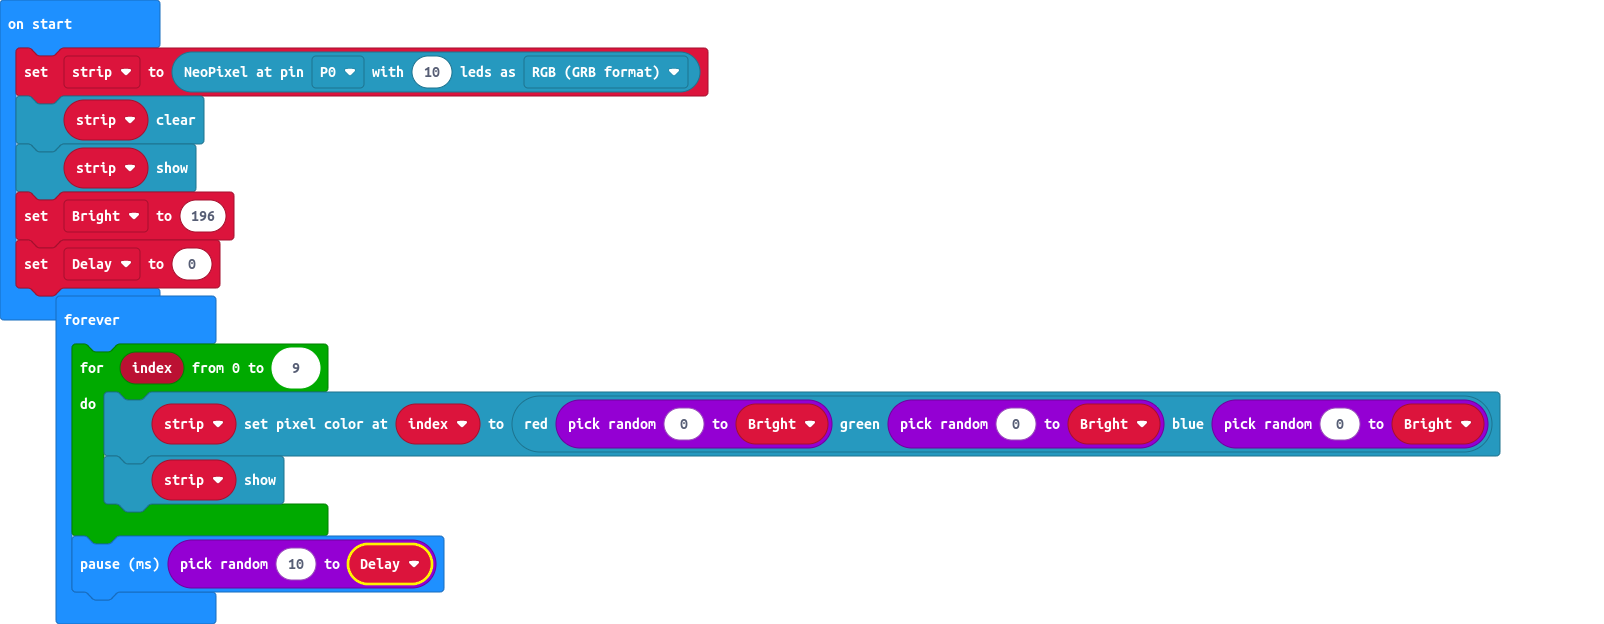 on start
set strip to NeoPixel at pin P0 with 10 leds as RGB (GRB format)
strip clear
strip show
set Bright to 196
set Delay to 0
forever
for index from 0 to 9
do
strip set pixel color at index to red pick random 0 to Bright green pick random 0 to Bright blue pick random 0 to Bright
strip show
pause (ms) pick random 10 to Delay